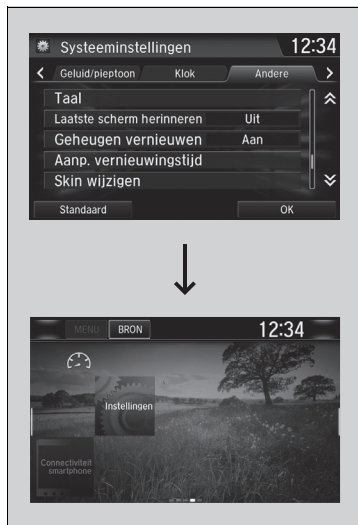 Systeeminstellingen 12:34
Geluid/pieptoon Klok Andere
Taal
Laatste scherm herinneren Uit
Geheugen vernieuwen Aan
Aanp. vernieuwingstijd
Skin wijzigen
Standaard OK
MENU BRON 12:34
Instellingen
Connectiviteit
smartphone